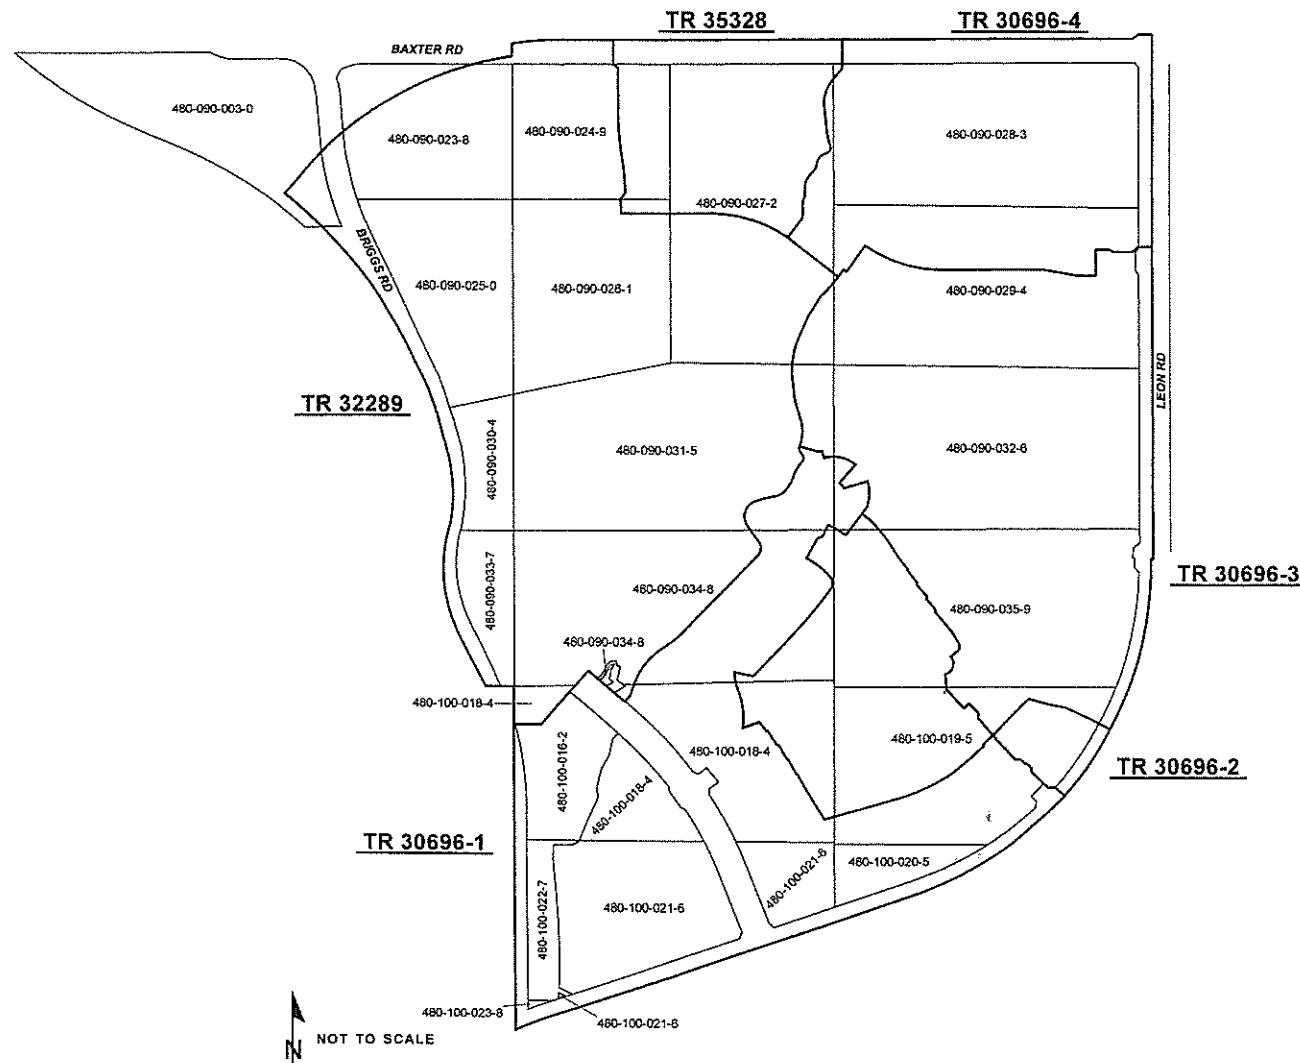 TR 35328
TR 30696-4
BAXTER RD
480-090-003-0
480-090-023-8
480-090-024-9
480-090-028-3
480-090-027-2
BRIGGS RD
480-090-025-0
480-090-026-1
480-090-029-4
LEON RD
TR 32289
480-090-030-4
480-090-031-5
480-090-032-6
480-090-033-7
480-090-034-8
TR 30696-3
480-090-035-9
480-090-034-8
480-100-018-4
480-100-016-2
480-100-018-4
480-100-018-4
480-100-019-5
TR 30696-2
TR 30696-1
480-100-021-6
480-100-020-5
480-100-022-7
480-100-021-6
480-100-023-8
480-100-021-6
N NOT TO SCALE